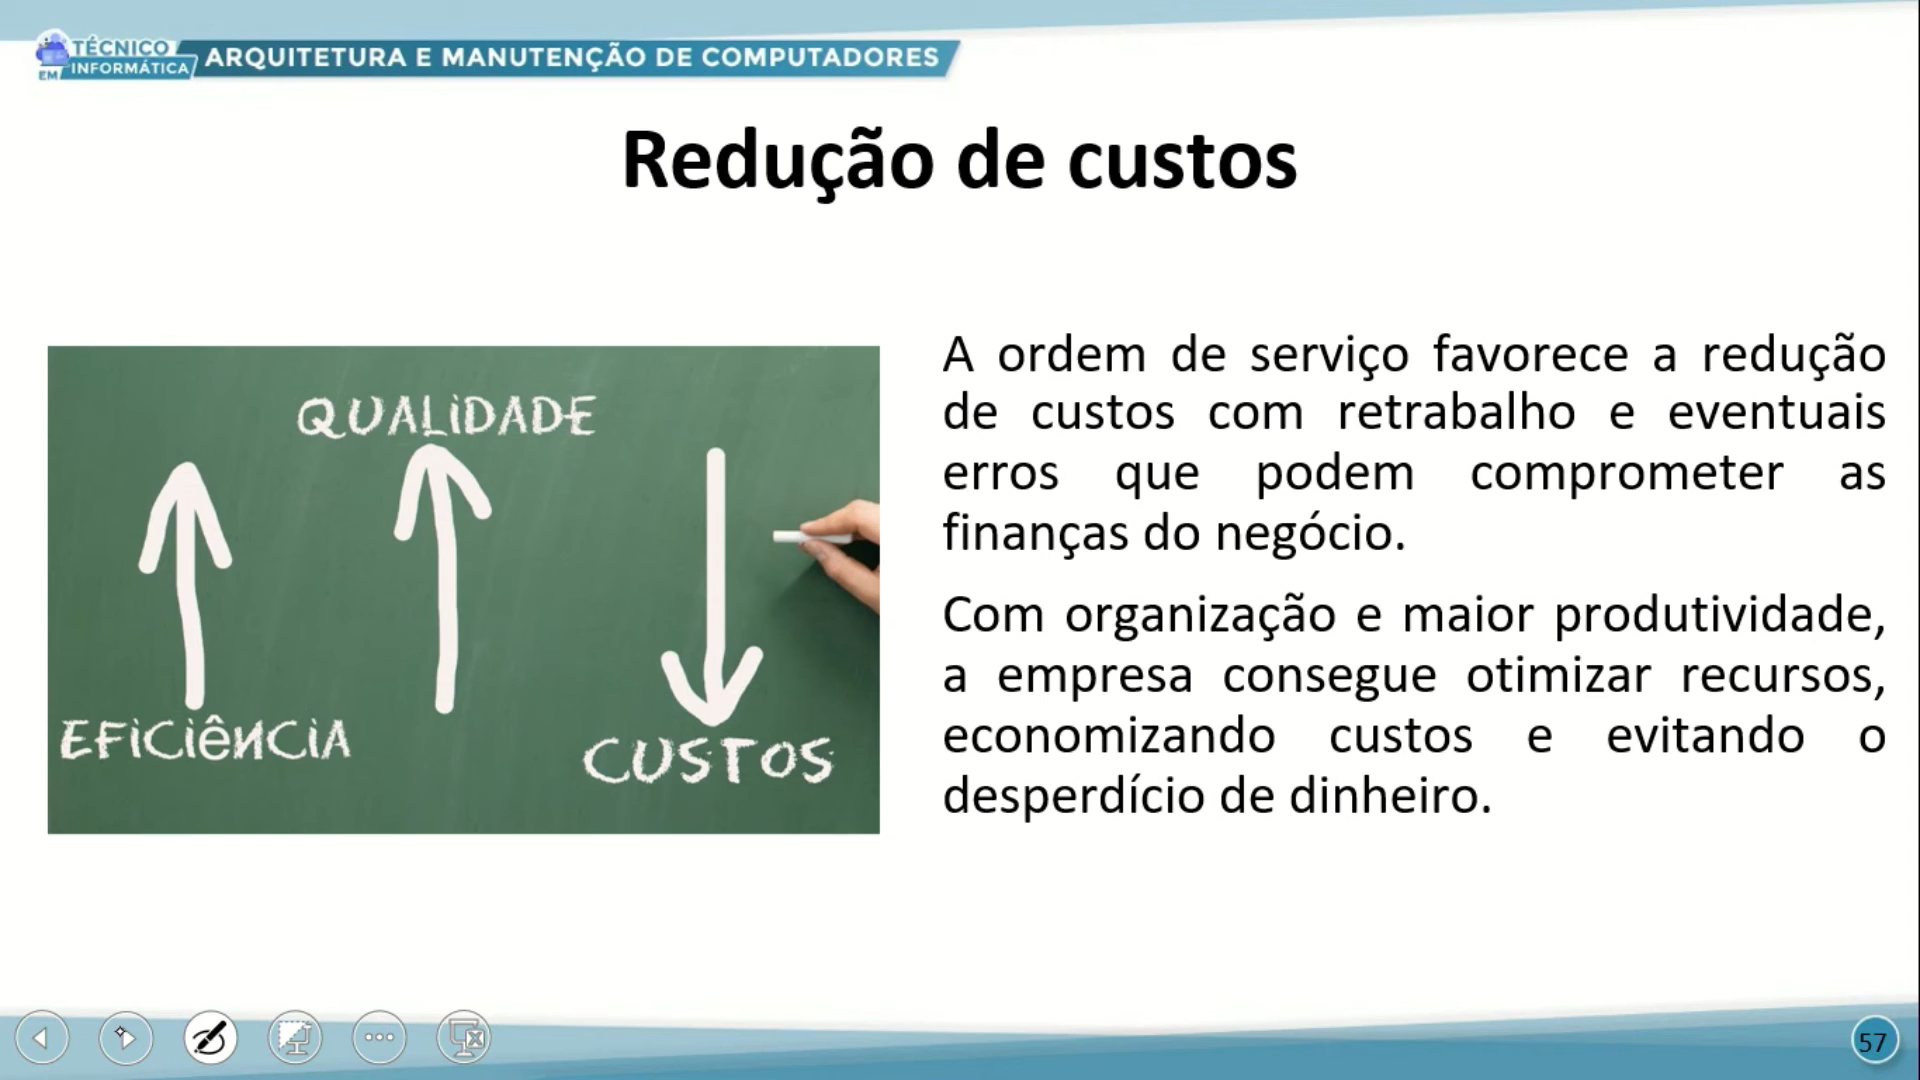 TÉCNICO
EM INFORMÁTICA
ARQUITETURA E MANUTENÇÃO DE COMPUTADORES
Redução de custos
QUALIDADE
EFICIÊNCIA
CUSTOS
A ordem de serviço favorece a redução
de custos com retrabalho e eventuais
erros que podem comprometer as
finanças do negócio.
Com organização e maior produtividade,
a empresa consegue otimizar recursos,
economizando custos e evitando o
desperdício de dinheiro.
57